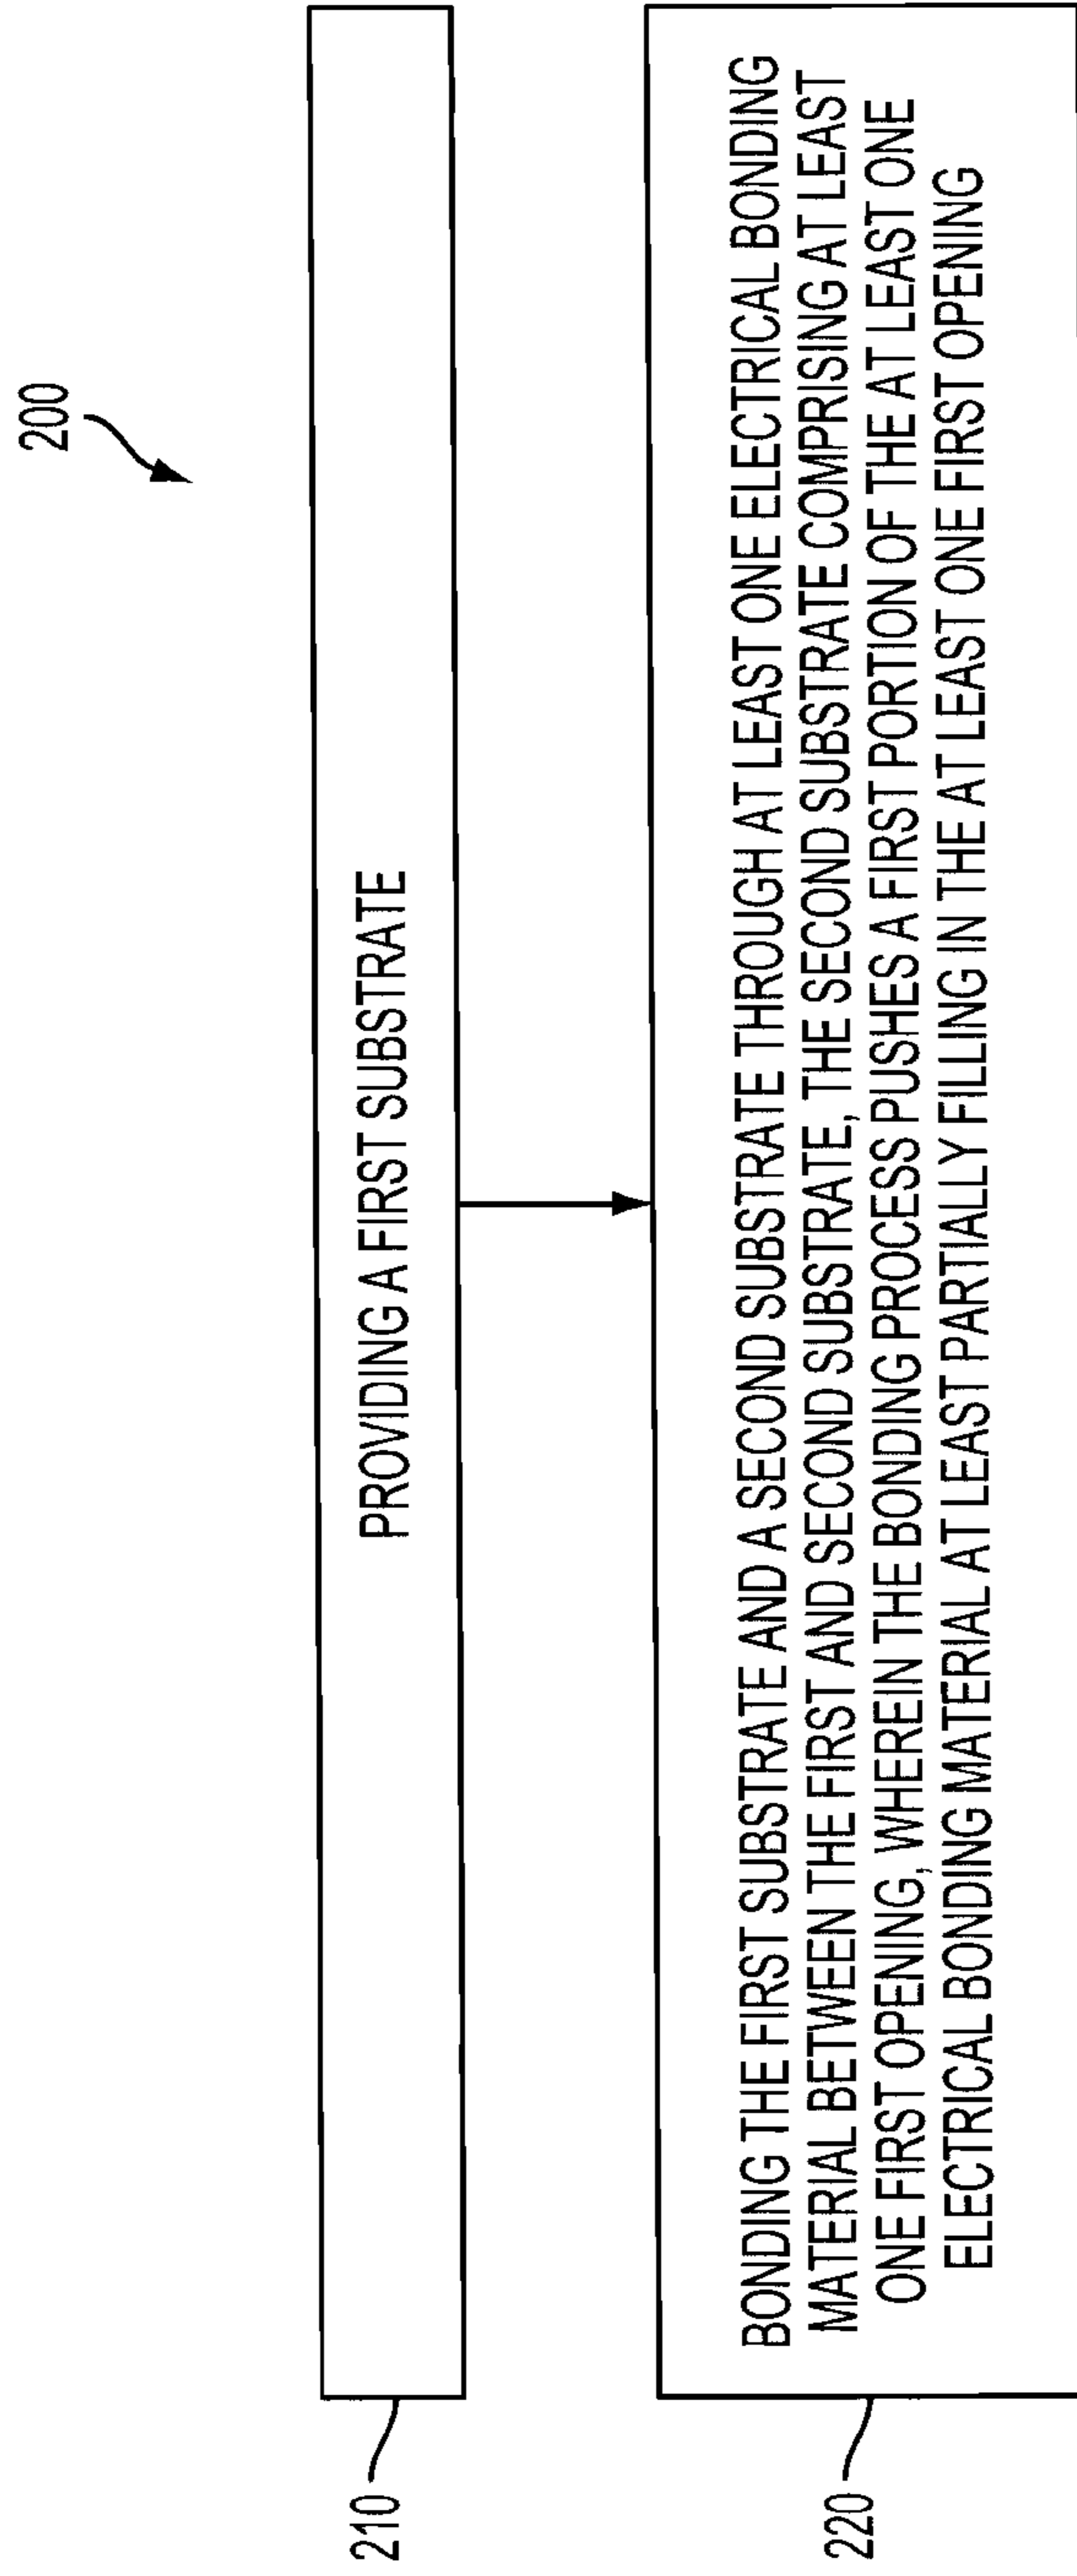 200
210
PROVIDING A FIRST SUBSTRATE
220
BONDING THE FIRST SUBSTRATE AND A SECOND SUBSTRATE THROUGH AT LEAST ONE ELECTRICAL BONDING
MATERIAL BETWEEN THE FIRST AND SECOND SUBSTRATE, THE SECOND SUBSTRATE COMPRISING AT LEAST
ONE FIRST OPENING, WHEREIN THE BONDING PROCESS PUSHES A FIRST PORTION OF THE AT LEAST ONE
ELECTRICAL BONDING MATERIAL AT LEAST PARTIALLY FILLING IN THE AT LEAST ONE FIRST OPENING